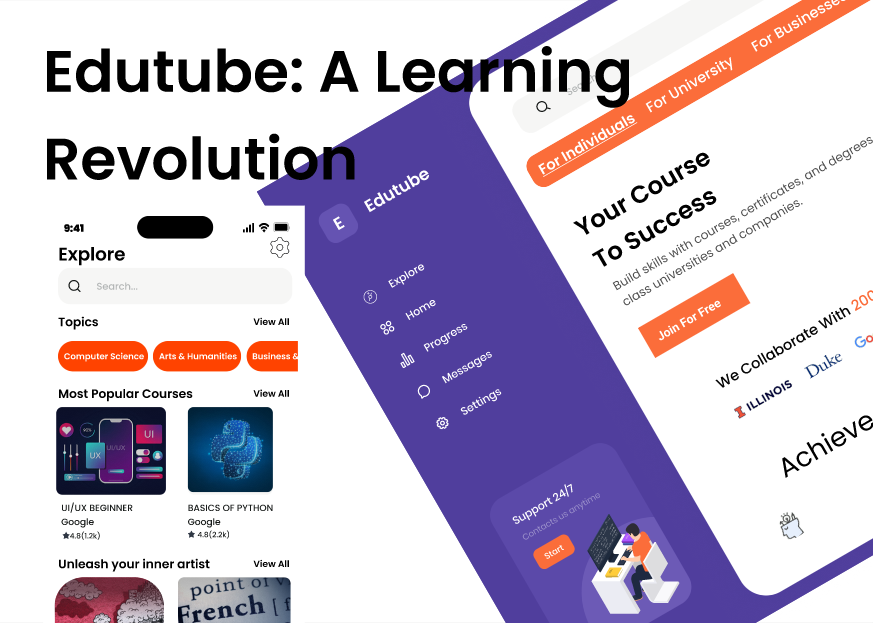 Edutube: A Learning
Revolution
9:41
Explore
Search...
Topics
View All
Computer Science
Arts & Humanities
Business &
Most Popular Courses
View All
UI
UX
UI/UX
UI/UX BEGINNER
Google
4.8(1.2k)
BASICS OF PYTHON
Google
4.8(2.2k)
Unleash your inner artist
View All
point of v
French [f
E
Edutube
Explore
Home
Progress
Messages
Settings
Support 24/7
Contacts us anytime
Start
Search
For Individuals
For University
For Businesses
Your Course
To Success
Build skills with courses, certificates, and degrees
class universities and companies.
Join For Free
We Collaborate With 200
ILLINOIS
Duke
Go
Achieve